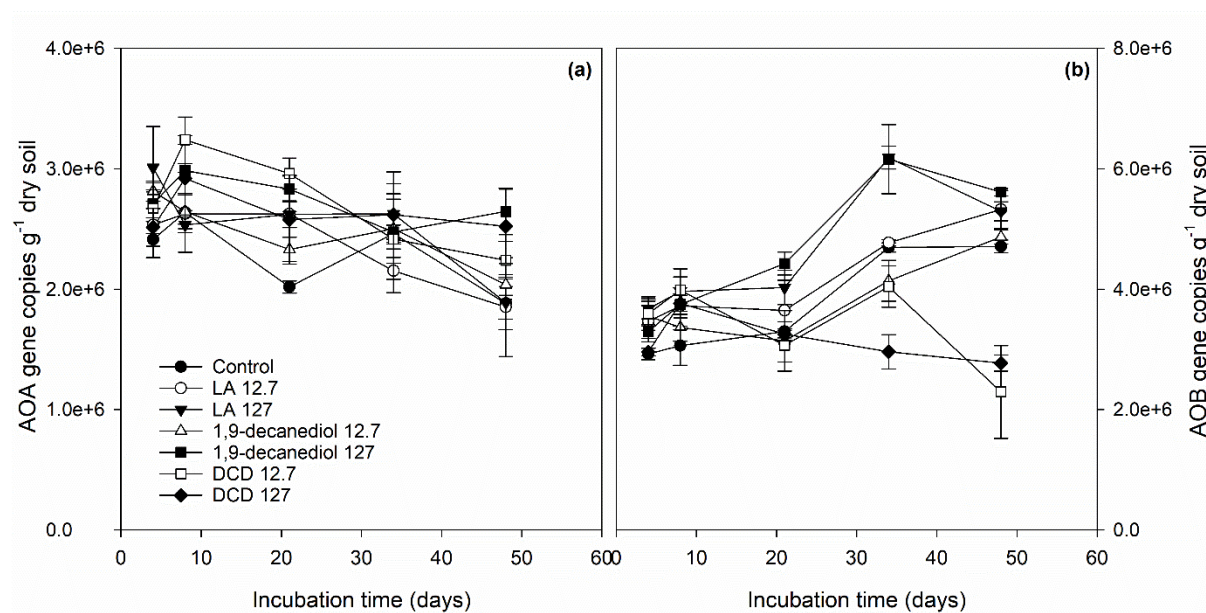 (a)
(b)
4.0e+6
3.0e+6
2.0e+6
1.0e+6
0.0
AOA gene copies g-1 dry soil
Control
LA 12.7
LA 127
1,9-decanediol 12.7
1,9-decanediol 127
DCD 12.7
DCD 127
8.0e+6
6.0e+6
4.0e+6
2.0e+6
0.0
AOB gene copies g-1 dry soil
0 10 20 30 40 50 60 0 10 20 30 40 50 60
Incubation time (days) Incubation time (days)